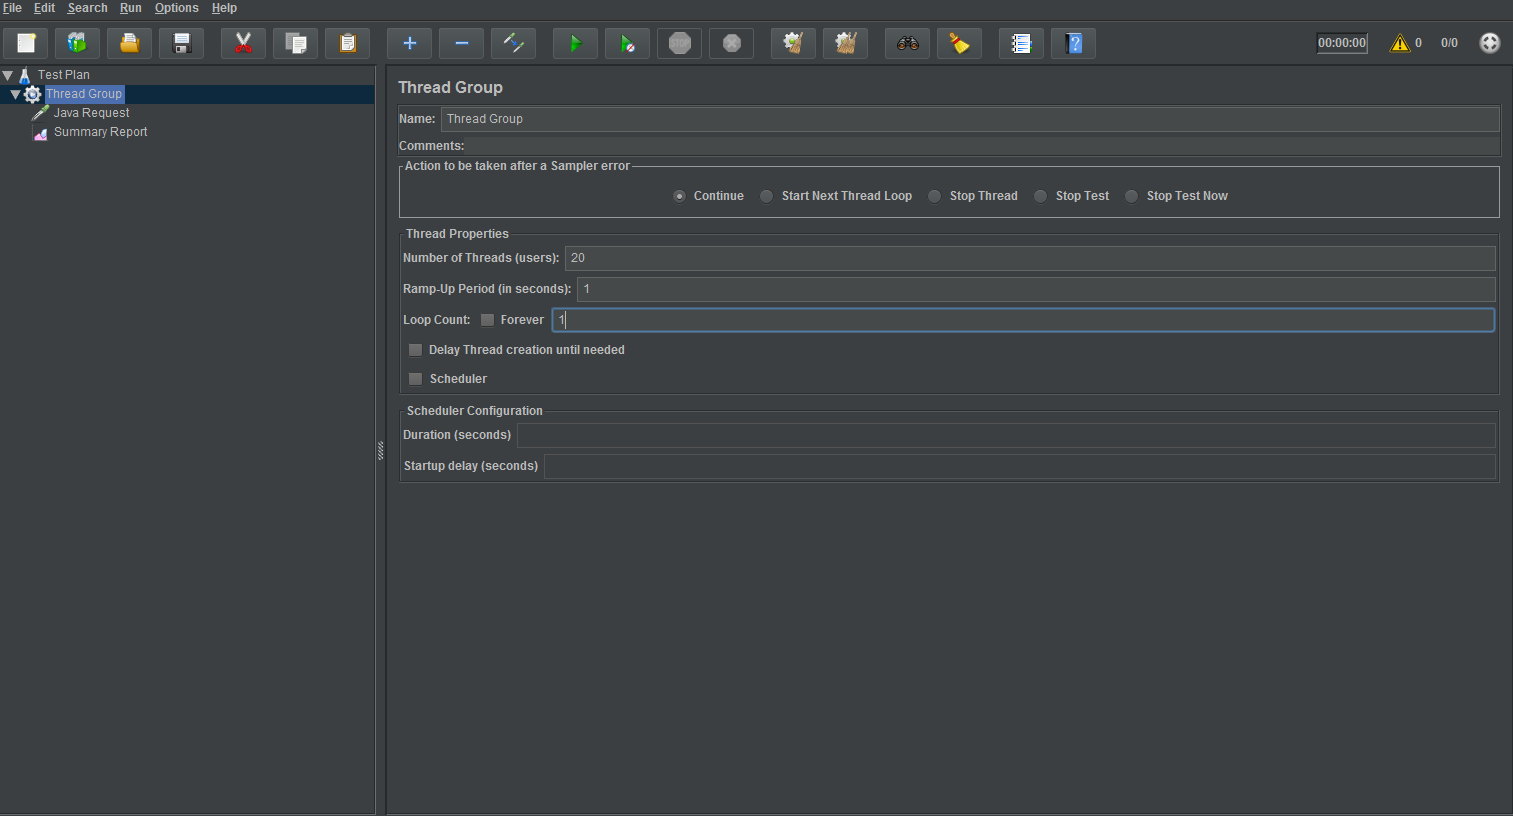 File Edit Search Run Options Help
STOP 00:00:00 0 0/0
Test Plan
Thread Group
Java Request
Summary Report
Thread Group
Name: Thread Group
Comments:
Action to be taken after a Sampler error
Continue Start Next Thread Loop Stop Thread Stop Test Stop Test Now
Thread Properties
Number of Threads (users): 20
Ramp-Up Period (in seconds): 1
Loop Count: Forever 1
Delay Thread creation until needed
Scheduler
Scheduler Configuration
Duration (seconds)
Startup delay (seconds)